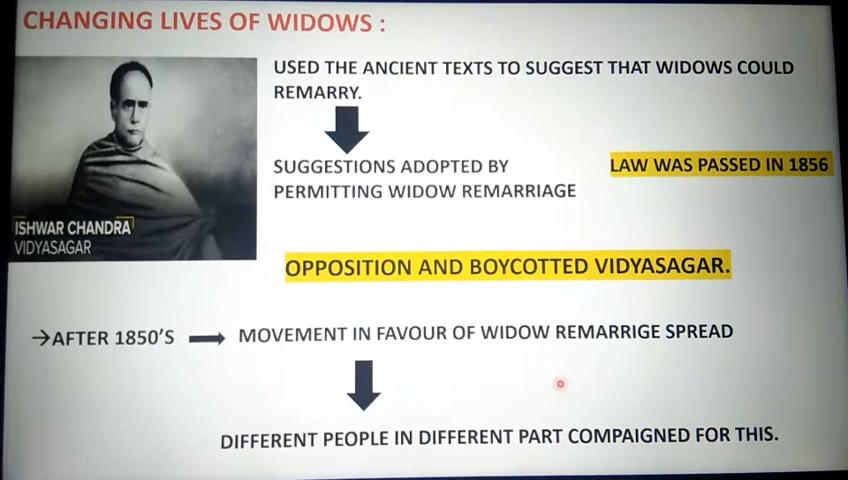 CHANGING LIVES OF WIDOWS :
USED THE ANCIENT TEXTS TO SUGGEST THAT WIDOWS COULD
REMARRY.
SUGGESTIONS ADOPTED BY
PERMITTING WIDOW REMARRIAGE
LAW WAS PASSED IN 1856
ISHWAR CHANDRA
VIDYASAGAR
OPPOSITION AND BOYCOTTED VIDYASAGAR.
→AFTER 1850'S
MOVEMENT IN FAVOUR OF WIDOW REMARRIGE SPREAD
DIFFERENT PEOPLE IN DIFFERENT PART COMPAIGNED FOR THIS.